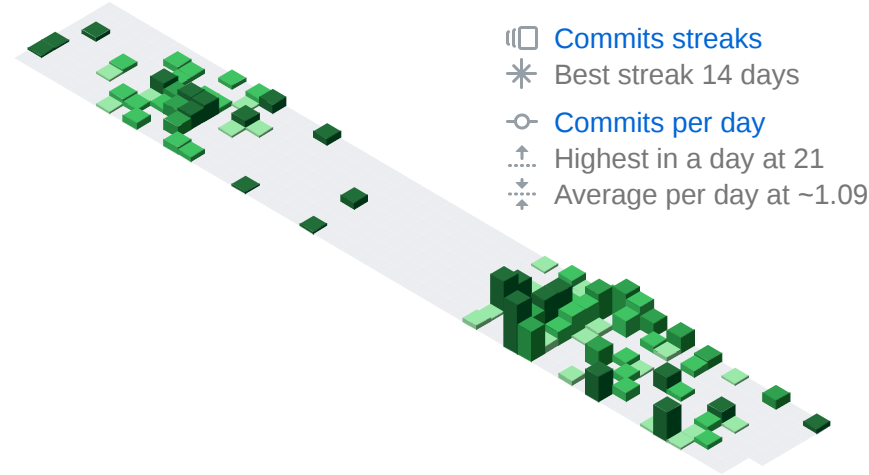 Commits streaks
Best streak 14 days
Commits per day
Highest in a day at 21
Average per day at ~1.09